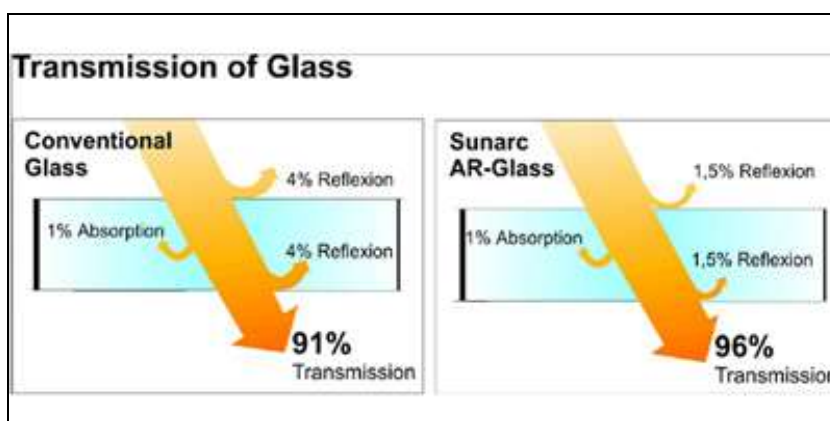 Transmission of Glass
Conventional
Glass
4% Reflexion
1% Absorption
4% Reflexion
91%
Transmission
Sunarc
AR-Glass
1,5% Reflexion
1% Absorption
1,5% Reflexion
96%
Transmission